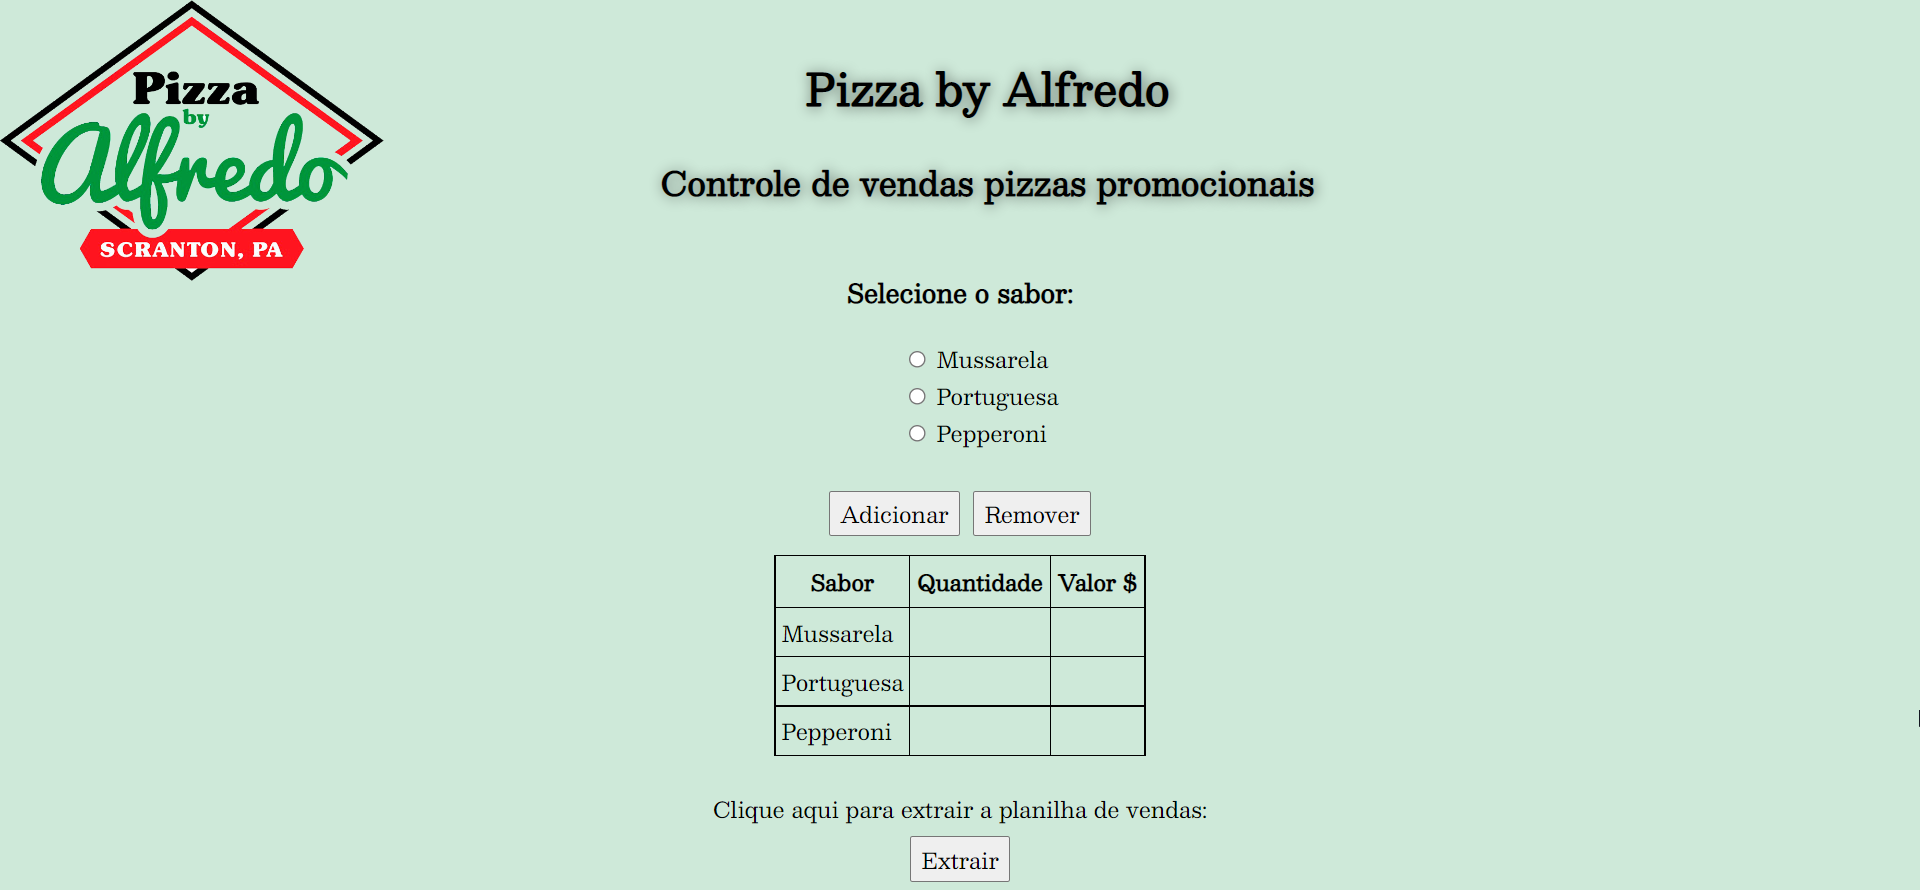 Pizza
by
Alfredo
SCRANTON, PA
Pizza by Alfredo
Controle de vendas pizzas promocionais
Selecione o sabor:
Mussarela
Portuguesa
Pepperoni
Adicionar Remover
Sabor Quantidade Valor $
Mussarela
Portuguesa
Pepperoni
Clique aqui para extrair a planilha de vendas:
Extrair